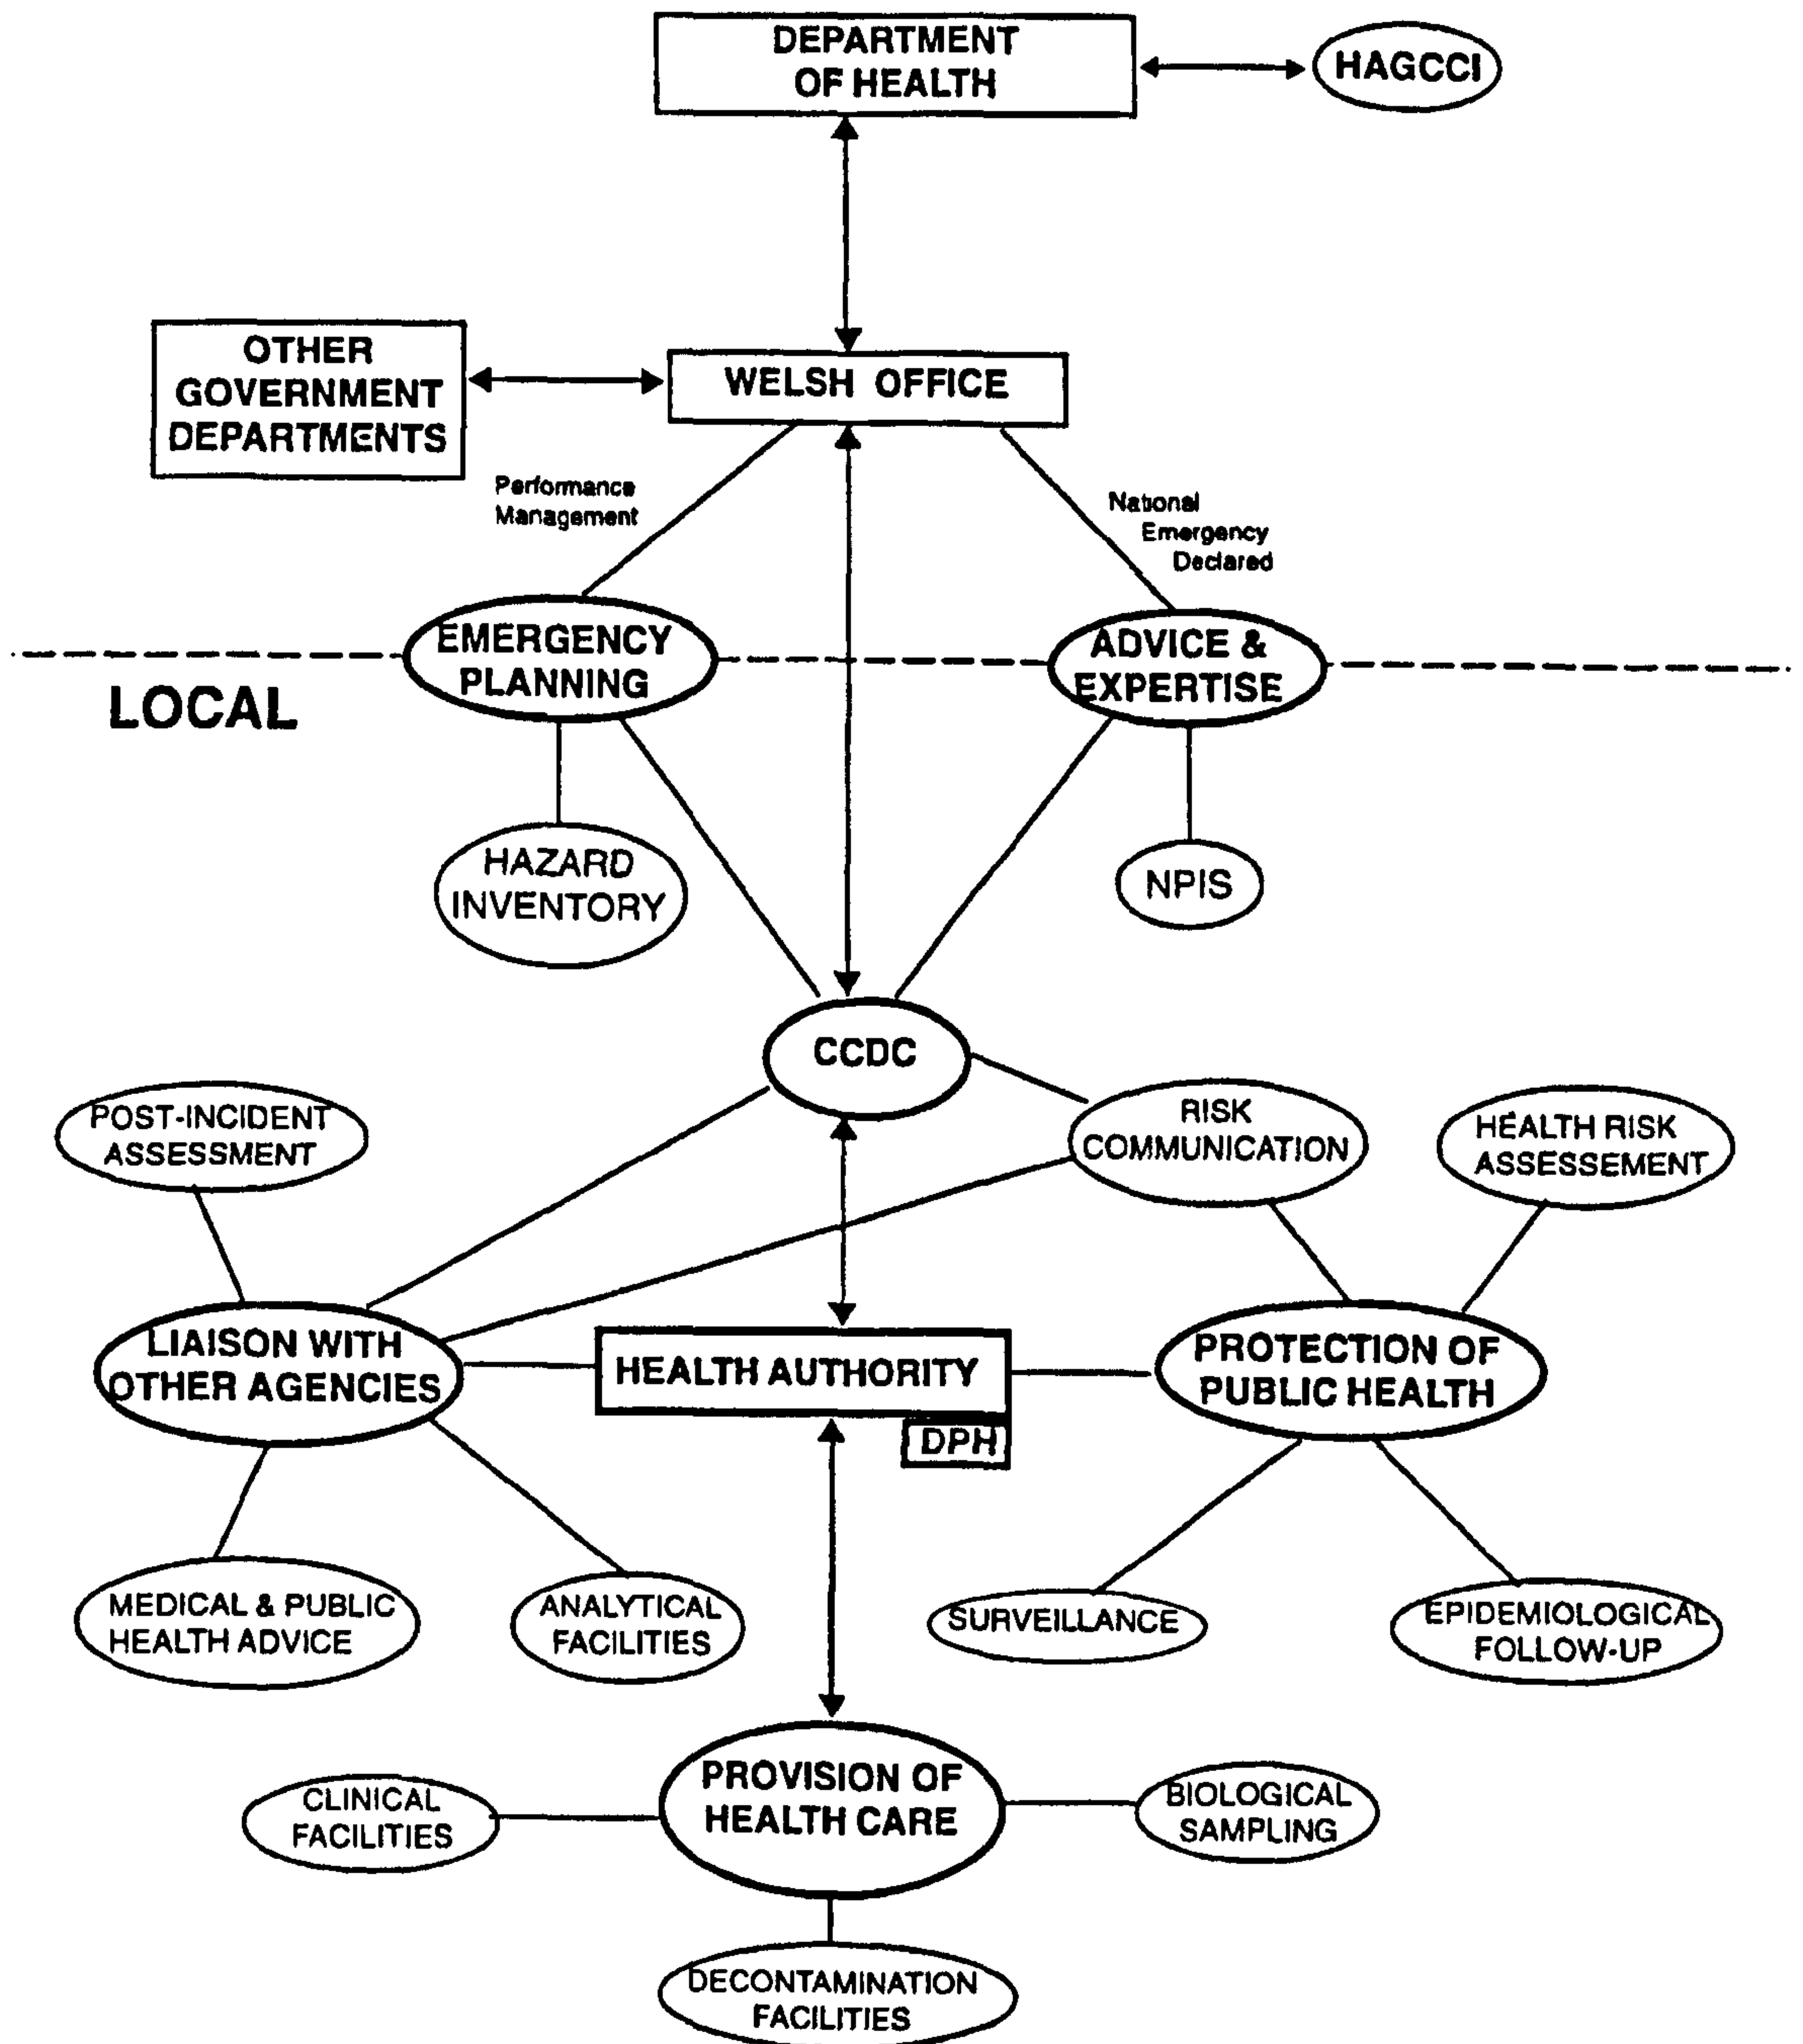 DEPARTMENT
OF HEALTH
HAGCCI
OTHER
GOVERNMENT
DEPARTMENTS
WELSH OFFICE
Performance
Management
National
Emergency
Declared
EMERGENCY
PLANNING
ADVICE &
EXPERTISE
LOCAL
HAZARD
INVENTORY
NPIS
CCDC
POST-INCIDENT
ASSESSMENT
RISK
COMMUNICATION
HEALTH RISK
ASSESSEMENT
LIAISON WITH
OTHER AGENCIES
HEALTH AUTHORITY
DPH
PROTECTION OF
PUBLIC HEALTH
MEDICAL & PUBLIC
HEALTH ADVICE
ANALYTICAL
FACILITIES
SURVEILLANCE
EPIDEMIOLOGICAL
FOLLOW-UP
PROVISION OF
HEALTH CARE
CLINICAL
FACILITIES
BIOLOGICAL
SAMPLING
DECONTAMINATION
FACILITIES